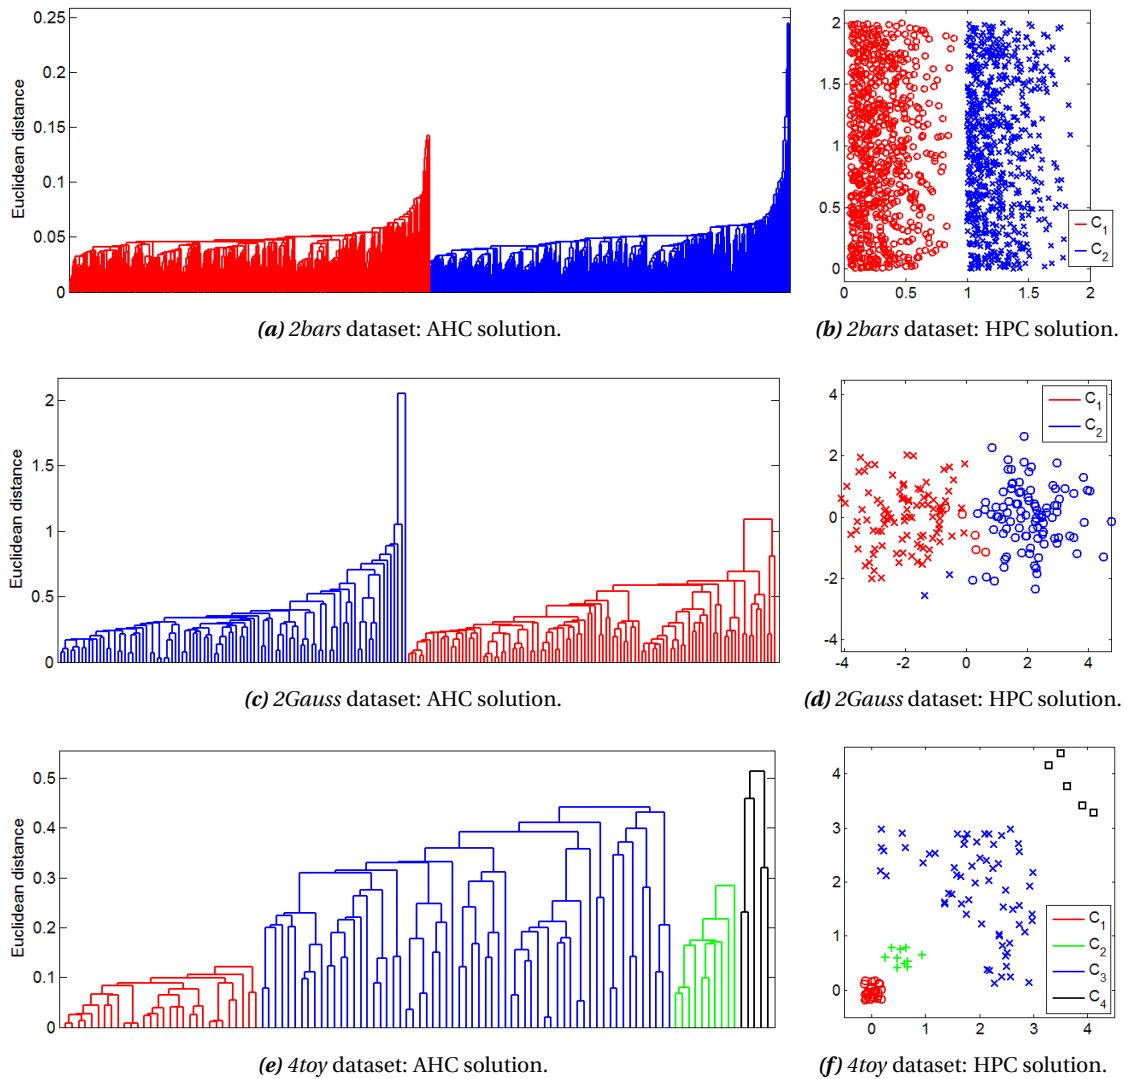 0.25
0.2
0.15
0.1
0.05
0
Euclidean distance
(a) 2bars dataset: AHC solution.
2
1.5
1
0.5
0
0 0.5 1 1.5 2
C1
C2
(b) 2bars dataset: HPC solution.
2
1.5
1
0.5
0
Euclidean distance
(c) 2Gauss dataset: AHC solution.
4
2
0
-2
-4
-4 -2 0 2 4
C1
C2
(d) 2Gauss dataset: HPC solution.
0.5
0.4
0.3
0.2
0.1
0
Euclidean distance
(e) 4toy dataset: AHC solution.
4
3
2
1
0
0 1 2 3 4
C1
C2
C3
C4
(f) 4toy dataset: HPC solution.